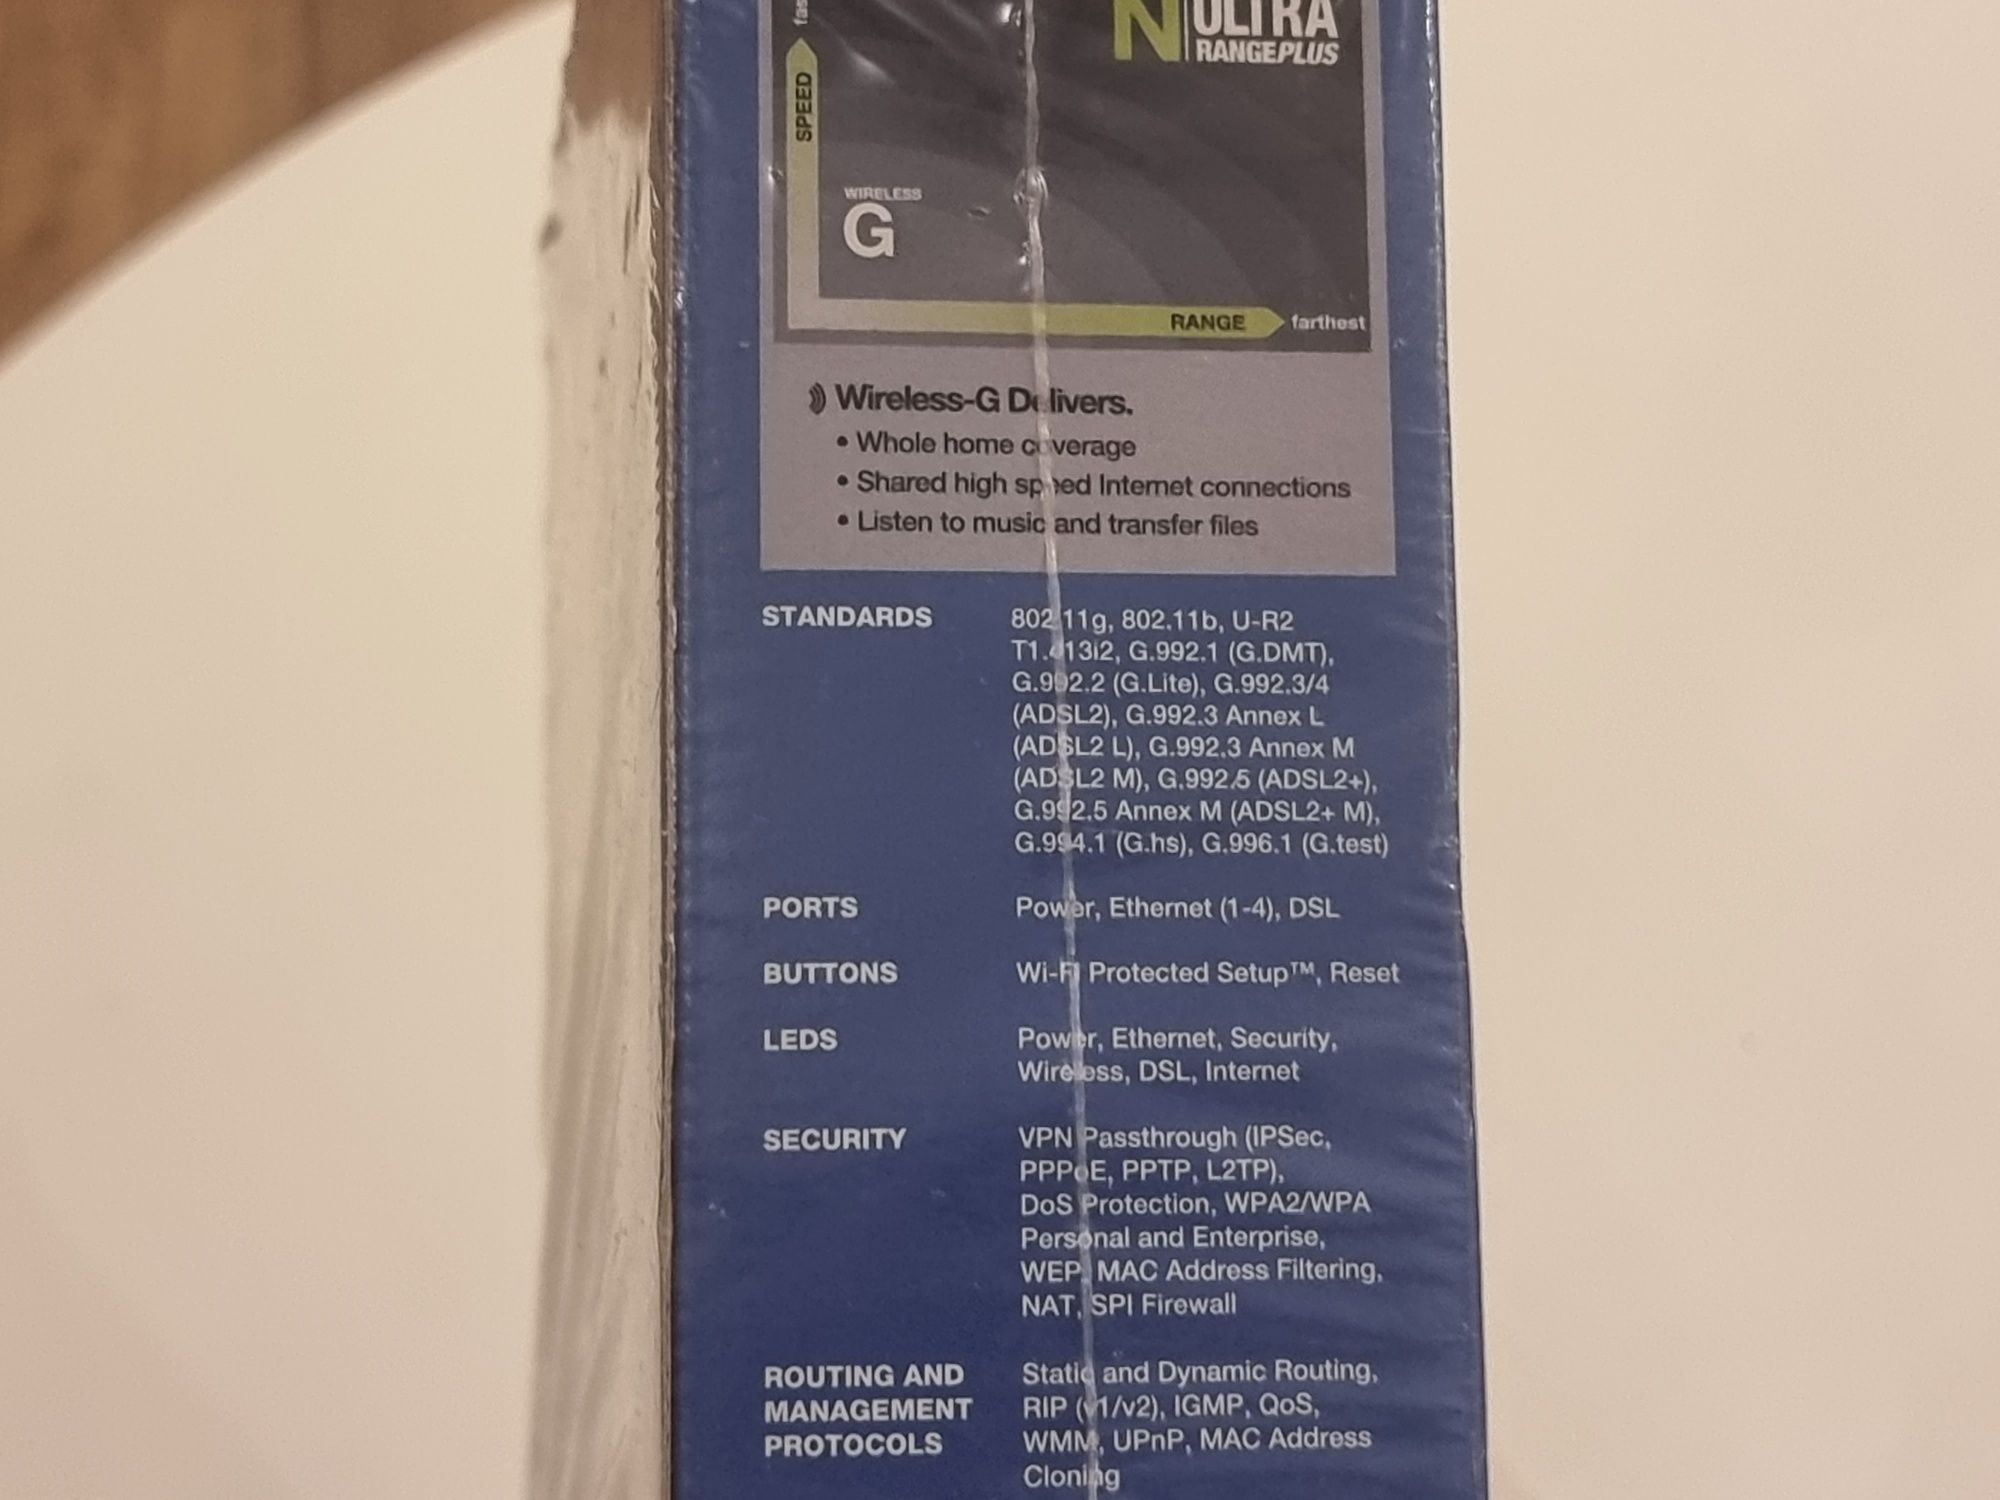 N ULTRA
RANGEPLUS
SPEED
WIRELESS
G
RANGE farthest
Wireless-G Delivers.
• Whole home coverage
• Shared high speed Internet connections
• Listen to music and transfer files
STANDARDS 802.11g, 802.11b, U-R2
T1.413i2, G.992.1 (G.DMT),
G.992.2 (G.Lite), G.992.3/4
(ADSL2), G.992.3 Annex L
(ADSL2 L), G.992.3 Annex M
(ADSL2 M), G.992.5 (ADSL2+),
G.992.5 Annex M (ADSL2+ M),
G.994.1 (G.hs), G.996.1 (G.test)
PORTS Power, Ethernet (1-4), DSL
BUTTONS Wi-Fi Protected Setup™, Reset
LEDS Power, Ethernet, Security,
Wireless, DSL, Internet
SECURITY VPN Passthrough (IPSec,
PPPoE, PPTP, L2TP),
DoS Protection, WPA2/WPA
Personal and Enterprise,
WEP, MAC Address Filtering,
NAT, SPI Firewall
ROUTING AND Static and Dynamic Routing,
MANAGEMENT RIP (v1/v2), IGMP, QoS,
PROTOCOLS WMM, UPnP, MAC Address
Cloning